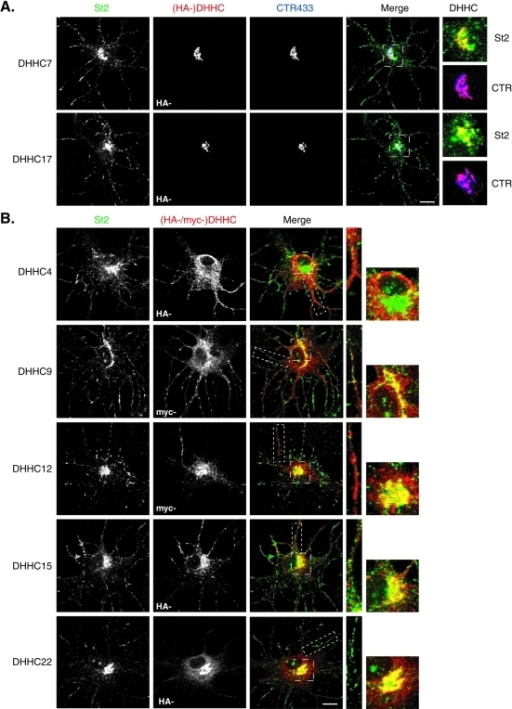 A.
St2 (HA-)DHHC CTR433 Merge DHHC
DHHC7
HA-
St2
CTR
DHHC17
HA-
St2
CTR
B.
St2 (HA-/myc-)DHHC Merge
DHHC4
HA-
DHHC9
myc-
DHHC12
myc-
DHHC15
HA-
DHHC22
HA-